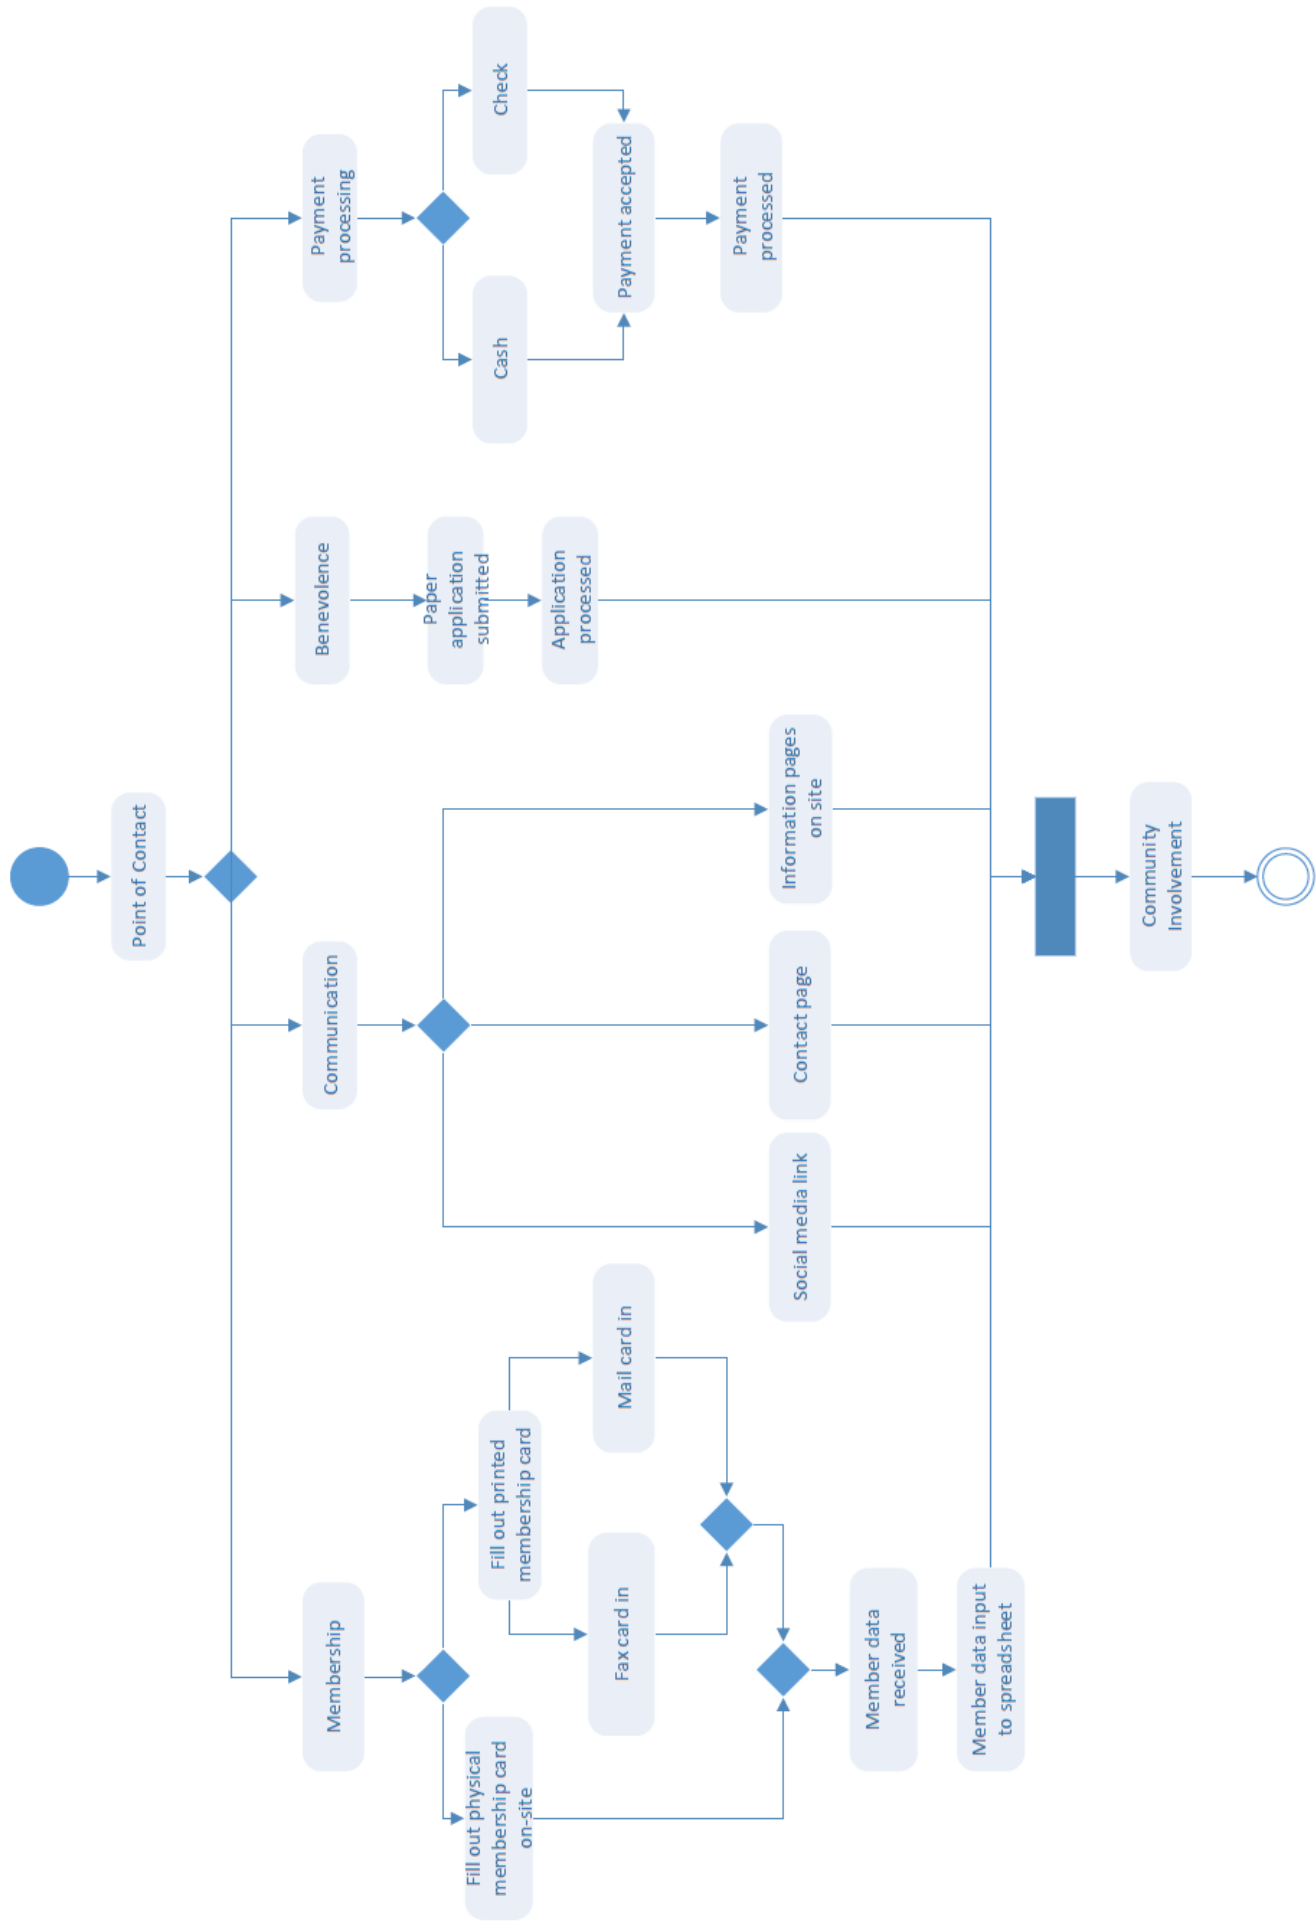 Point of Contact
Membership
Communication
Benevolence
Payment
processing
Fill out physical
membership card
on-site
Fill out printed
membership card
Paper
application
submitted
Cash
Check
Fax card in
Mail card in
Application
processed
Payment accepted
Social media link
Contact page
Information pages
on site
Payment
processed
Member data
received
Member data input
to spreadsheet
Community
Involvement